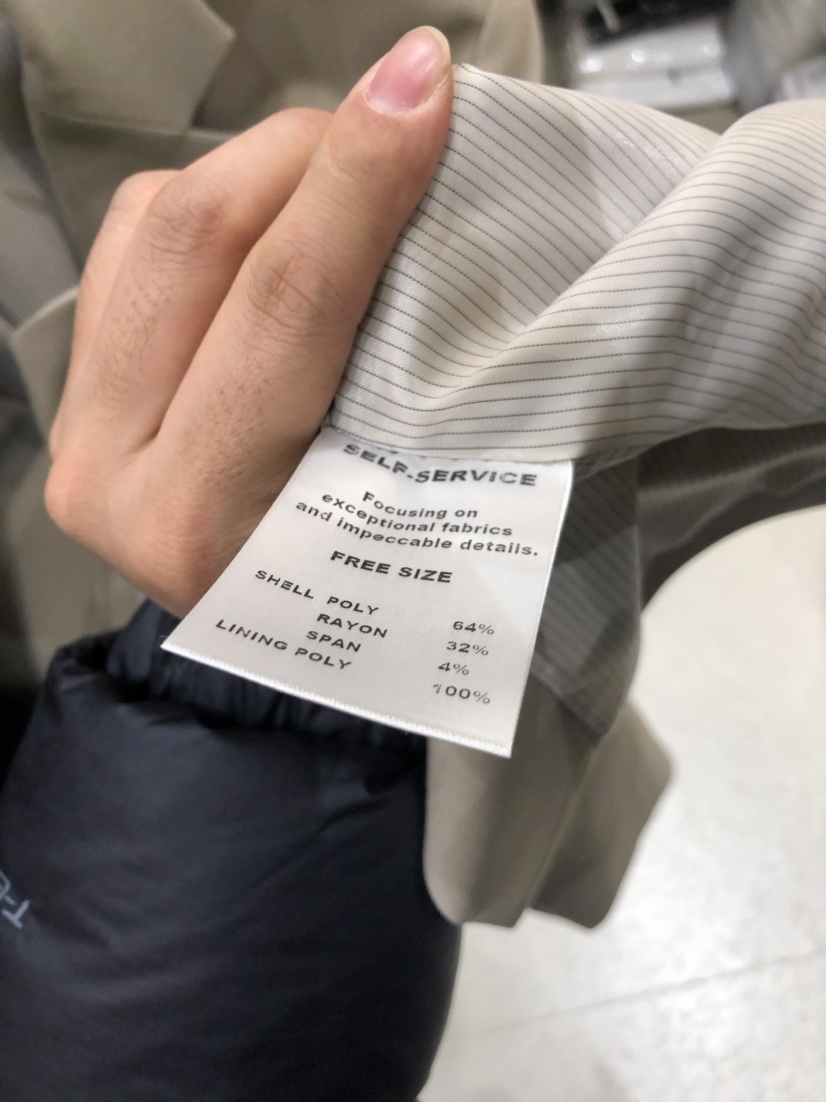 SELF-SERVICE
Focusing on
exceptional fabrics
and impeccable details.
FREE SIZE
SHELL POLY 64%
RAYON 32%
SPAN 4%
LINING POLY 100%